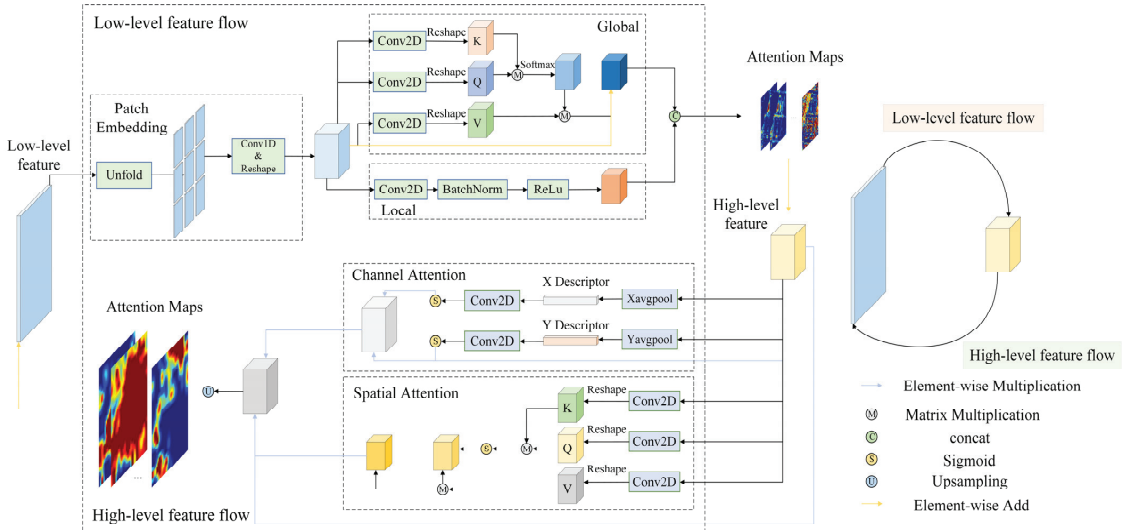 Low-level feature flow
Global
Conv2D
Reshape
K
Conv2D
Reshape
Q
M
Softmax
Conv2D
Reshape
V
M
C
Attention Maps
...
Patch
Embedding
Low-level
feature
Unfold
Conv1D
&
Reshape
Conv2D
BatchNorm
ReLu
Local
High-level
feature
Low-level feature flow
High-level feature flow
Channel Attention
X Descriptor
S
Conv2D
Xavgpool
Y Descriptor
S
Conv2D
Yavgpool
Attention Maps
...
U
Spatial Attention
Reshape
K
Conv2D
Reshape
Q
Conv2D
Reshape
V
Conv2D
S
M
M
High-level feature flow
Element-wise Multiplication
M
Matrix Multiplication
C
concat
S
Sigmoid
U
Upsampling
Element-wise Add